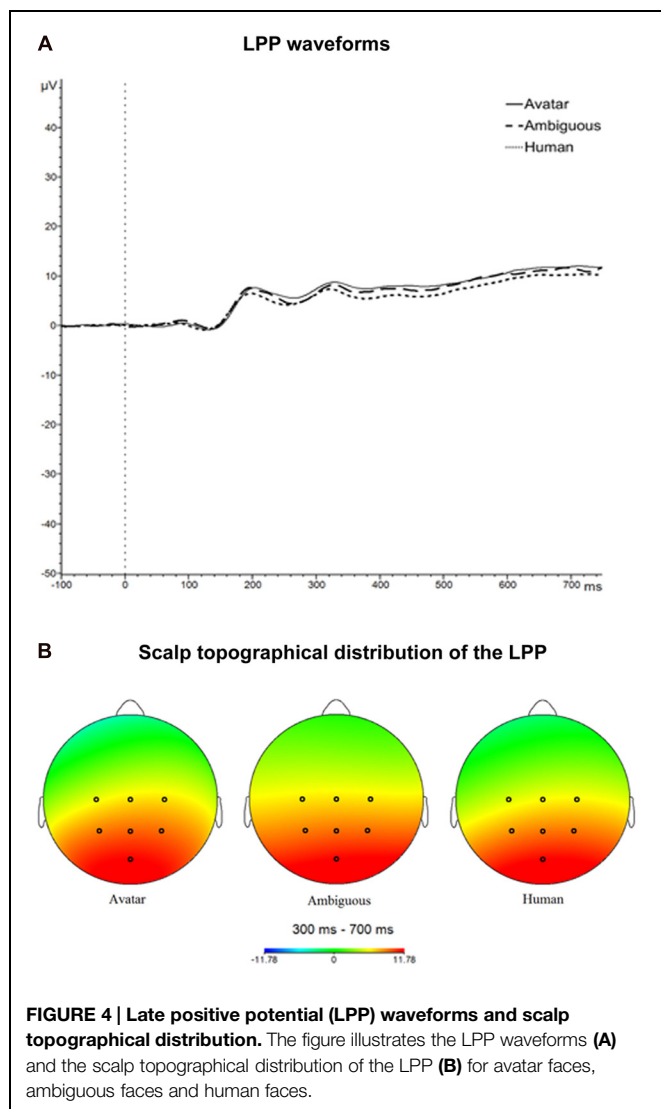 A
LPP waveforms
µV
Avatar
Ambiguous
Human
40
30
20
10
0
-10
-20
-30
-40
-50
-100 0 100 200 300 400 500 600 700 ms
B
Scalp topographical distribution of the LPP
Avatar Ambiguous Human
300 ms - 700 ms
-11.78 0 11.78
FIGURE 4 | Late positive potential (LPP) waveforms and scalp
topographical distribution. The figure illustrates the LPP waveforms (A)
and the scalp topographical distribution of the LPP (B) for avatar faces,
ambiguous faces and human faces.